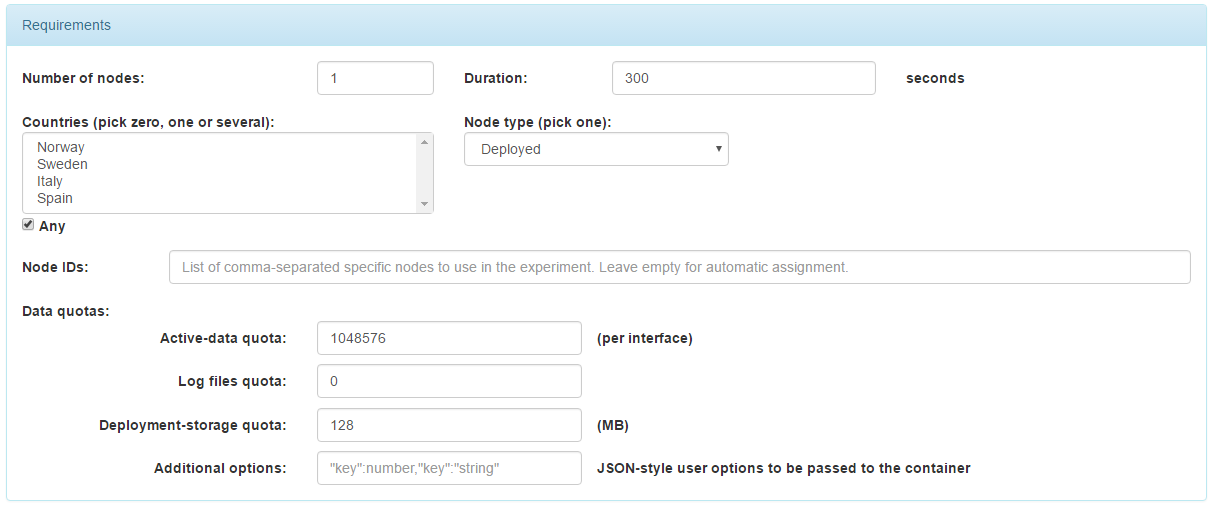 Requirements
Number of nodes: 1 Duration: 300 seconds
Countries (pick zero, one or several): Node type (pick one):
Norway Deployed
Sweden
Italy
Spain
Any
Node IDs: List of comma-separated specific nodes to use in the experiment. Leave empty for automatic assignment.
Data quotas:
Active-data quota: 1048576 (per interface)
Log files quota: 0
Deployment-storage quota: 128 (MB)
Additional options: "key":number,"key":"string" JSON-style user options to be passed to the container